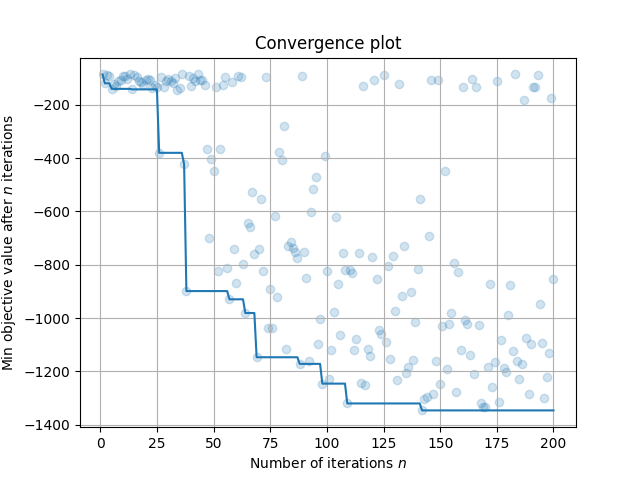 Convergence plot
Min objective value after n iterations
−200
−400
−600
−800
−1000
−1200
−1400
0 25 50 75 100 125 150 175 200
Number of iterations n